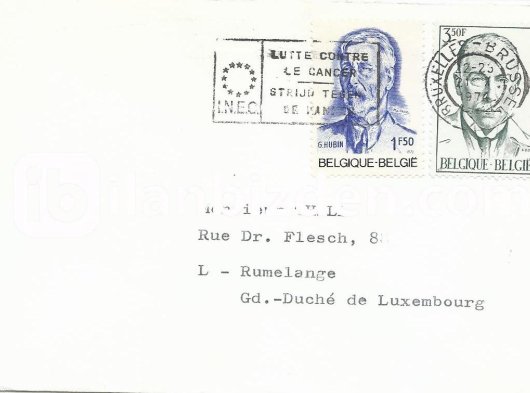 LUTTE CONTRE
LE CANCER
STRIJD TEGEN
DE KANKER
I.N.E.C.
G.HUBIN
1F50
BELGIQUE-BELGIË
3,50F
BELGIQUE-BELGIË
BRUXELLES-BRUSSEL
Rue Dr. Flesch, 8
L - Rumelange
Gd.-Duché de Luxembourg